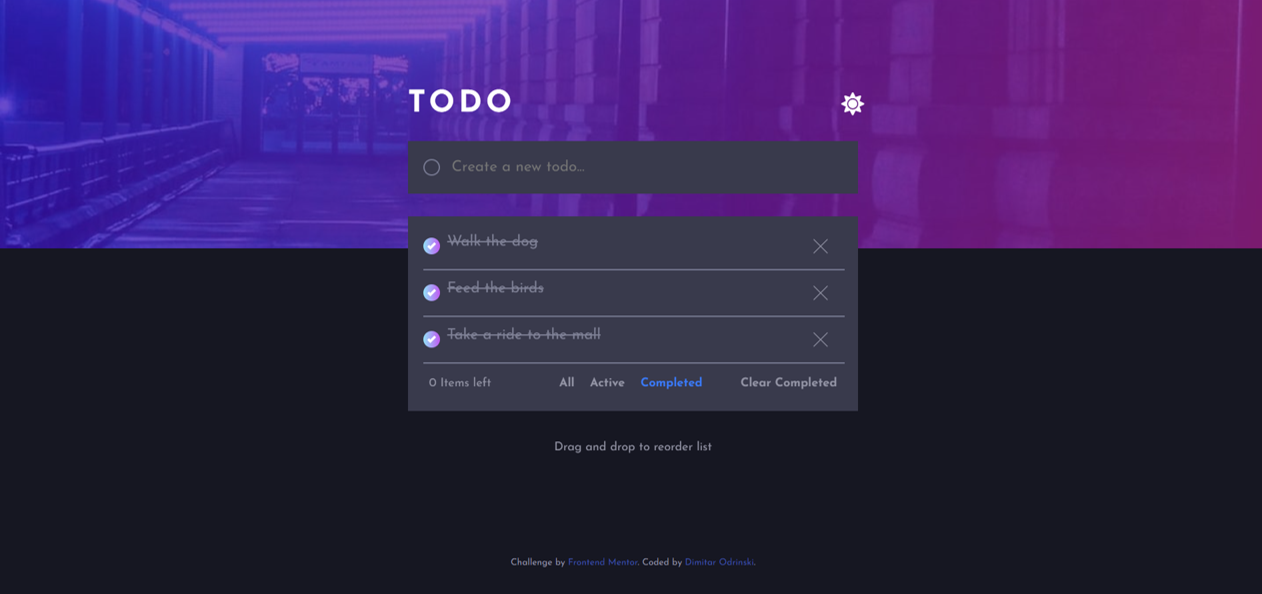 TODO
Create a new todo...
Walk the dog
Feed the birds
Take a ride to the mall
0 Items left All Active Completed Clear Completed
Drag and drop to reorder list
Challenge by Frontend Mentor. Coded by Dimitar Odrinski.